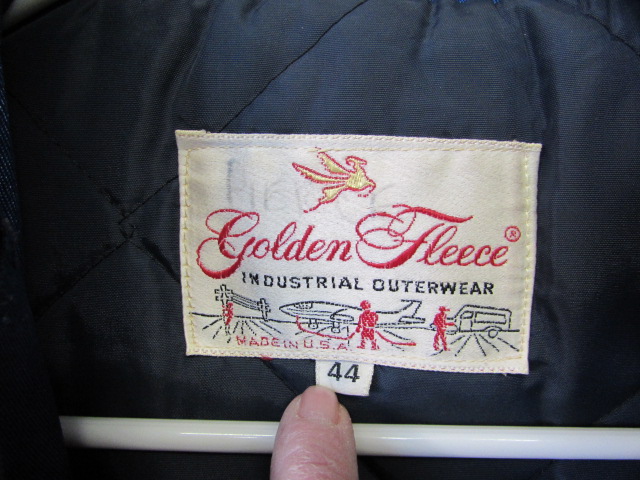 Golden Fleece®
INDUSTRIAL OUTERWEAR
MADE IN U.S.A.
44